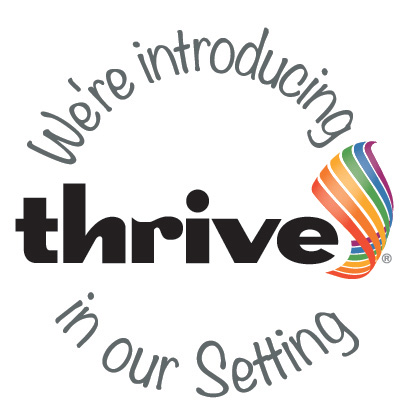 We're introducing
thrive®
in our Setting